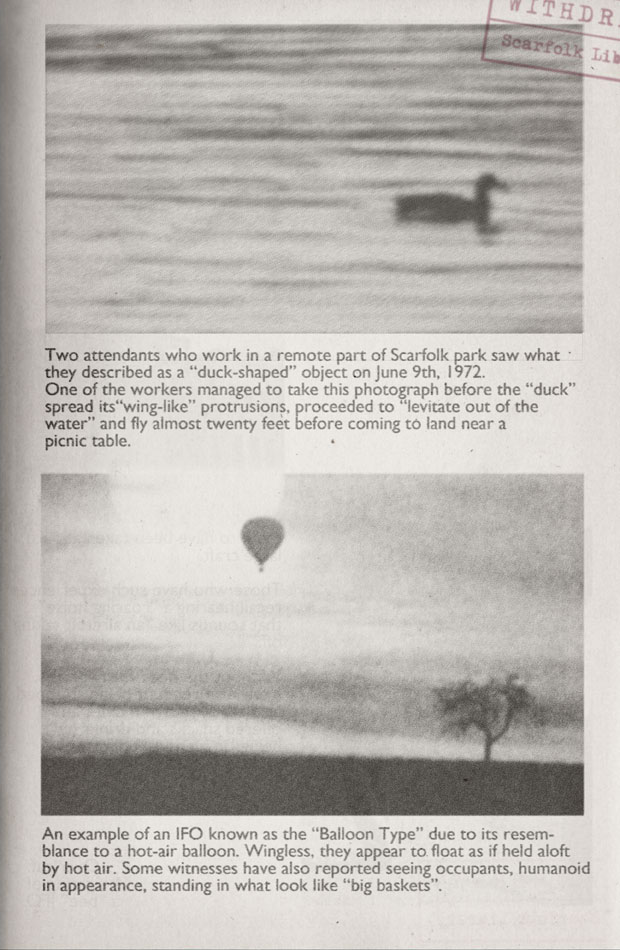 WITHDR
Scarfolk Lib
Two attendants who work in a remote part of Scarfolk park saw what
they described as a “duck-shaped” object on June 9th, 1972.
One of the workers managed to take this photograph before the “duck”
spread its“wing-like” protrusions, proceeded to “levitate out of the
water” and fly almost twenty feet before coming to land near a
picnic table.
An example of an IFO known as the “Balloon Type” due to its resem-
blance to a hot-air balloon. Wingless, they appear to float as if held aloft
by hot air. Some witnesses have also reported seeing occupants, humanoid
in appearance, standing in what look like “big baskets”.